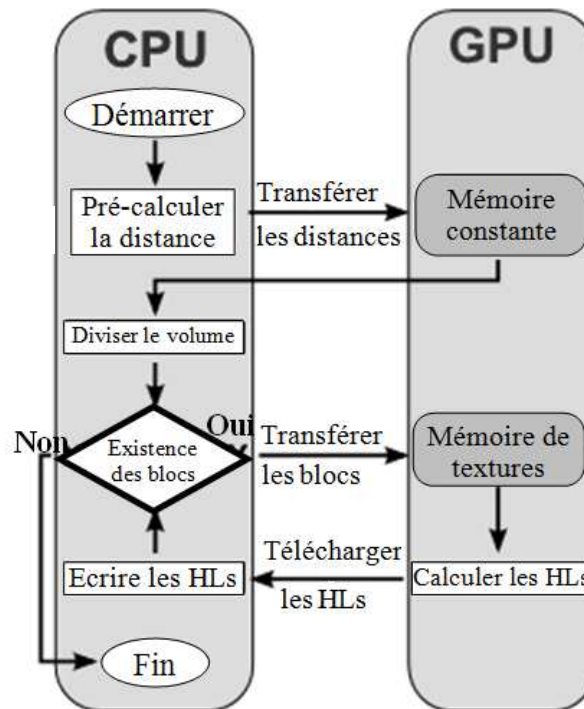 CPU
GPU
Démarrer
Pré-calculer
la distance
Transférer
les distances
Mémoire
constante
Diviser le volume
Non
Oui
Existence
des blocs
Transférer
les blocs
Mémoire de
textures
Calculer les HLs
Télécharger
les HLs
Ecrire les HLs
Fin